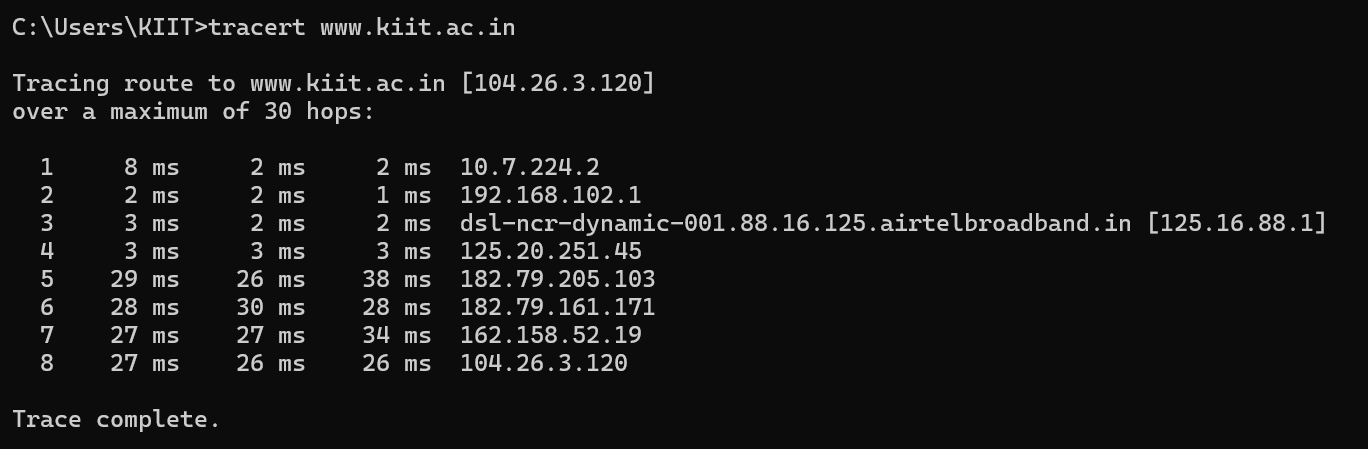 C:\Users\KIIT>tracert www.kiit.ac.in
Tracing route to www.kiit.ac.in [104.26.3.120]
over a maximum of 30 hops:
1 8 ms 2 ms 2 ms 10.7.224.2
2 2 ms 2 ms 1 ms 192.168.102.1
3 3 ms 2 ms 2 ms dsl-ncr-dynamic-001.88.16.125.airtelbroadband.in [125.16.88.1]
4 3 ms 3 ms 3 ms 125.20.251.45
5 29 ms 26 ms 38 ms 182.79.205.103
6 28 ms 30 ms 28 ms 182.79.161.171
7 27 ms 27 ms 34 ms 162.158.52.19
8 27 ms 26 ms 26 ms 104.26.3.120
Trace complete.